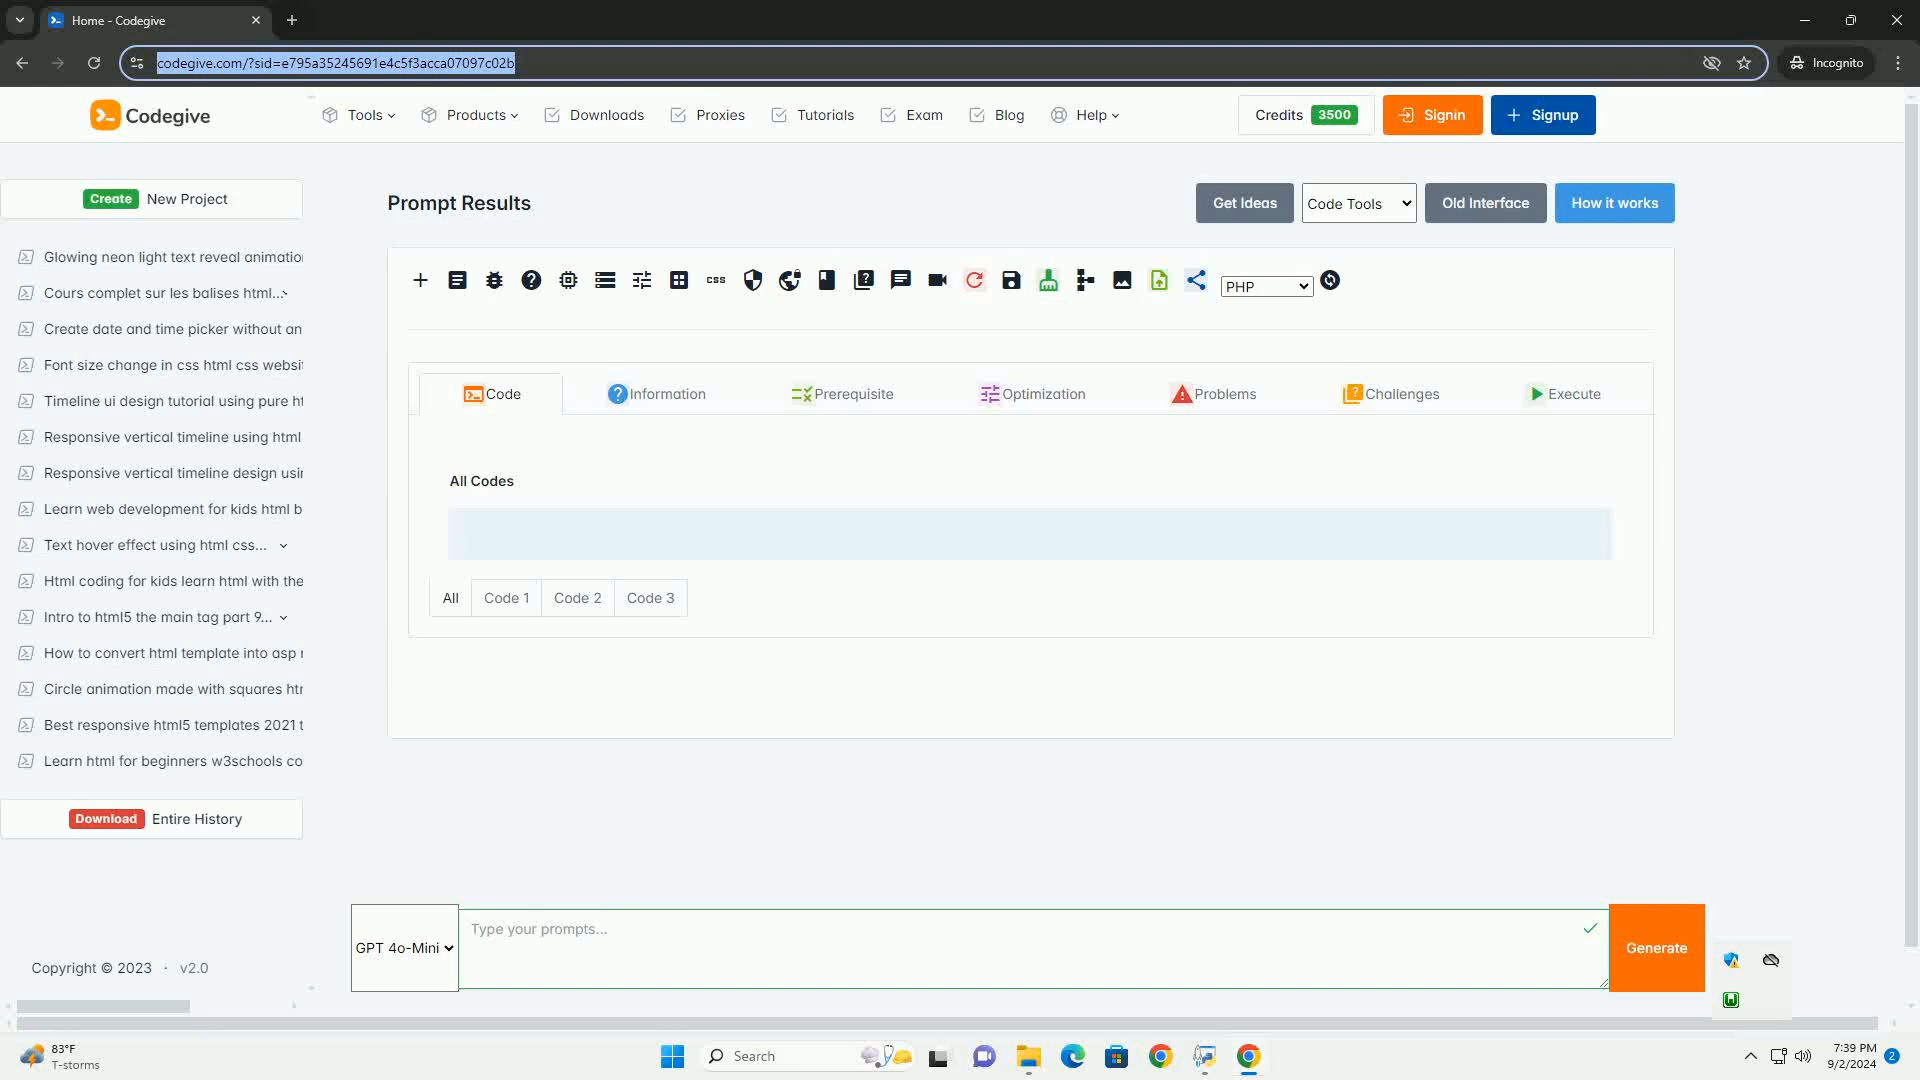 Home - Codegive
codegive.com/?sid=e795a35245691e4c5f3acca07097c02b
Incognito
Codegive
Tools
Products
Downloads
Proxies
Tutorials
Exam
Blog
Help
Credits 3500
Signin
Signup
Create New Project
Glowing neon light text reveal animatio
Cours complet sur les balises html...
Create date and time picker without an
Font size change in css html css websi
Timeline ui design tutorial using pure ht
Responsive vertical timeline using html
Responsive vertical timeline design usi
Learn web development for kids html b
Text hover effect using html css...
Html coding for kids learn html with the
Intro to html5 the main tag part 9...
How to convert html template into asp
Circle animation made with squares ht
Best responsive html5 templates 2021 t
Learn html for beginners w3schools co
Download Entire History
Copyright © 2023 · v2.0
Prompt Results
Get Ideas
Code Tools
Old Interface
How it works
css
PHP
Code
Information
Prerequisite
Optimization
Problems
Challenges
Execute
All Codes
All
Code 1
Code 2
Code 3
GPT 4o-Mini
Type your prompts...
Generate
83°F
T-storms
Search
7:39 PM
9/2/2024
2